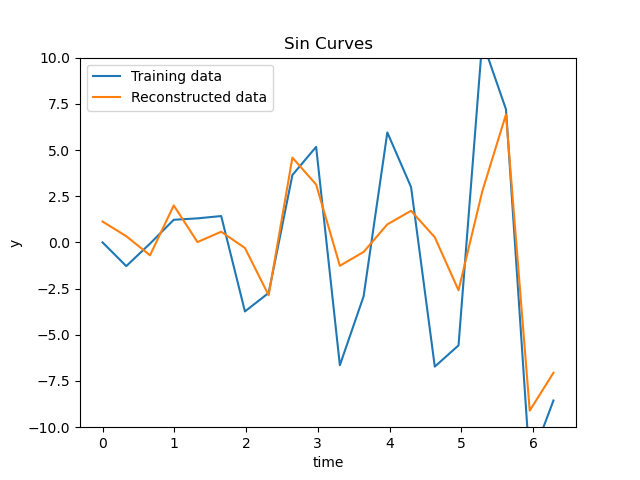 Sin Curves
Training data
Reconstructed data
10.0
7.5
5.0
2.5
0.0
−2.5
−5.0
−7.5
−10.0
y
0 1 2 3 4 5 6
time